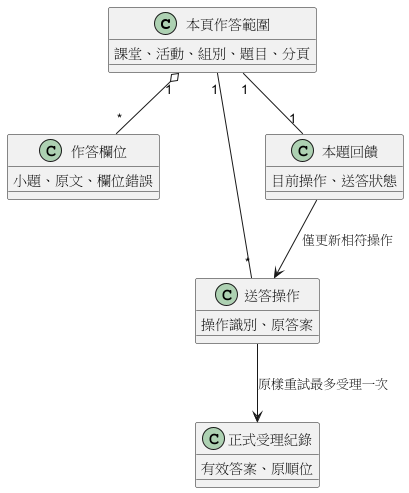 C 本頁作答範圍
課堂、活動、組別、題目、分頁
1
1
1
*
1
C 作答欄位
小題、原文、欄位錯誤
C 本題回饋
目前操作、送答狀態
僅更新相符操作
*
C 送答操作
操作識別、原答案
原樣重試最多受理一次
C 正式受理紀錄
有效答案、原順位